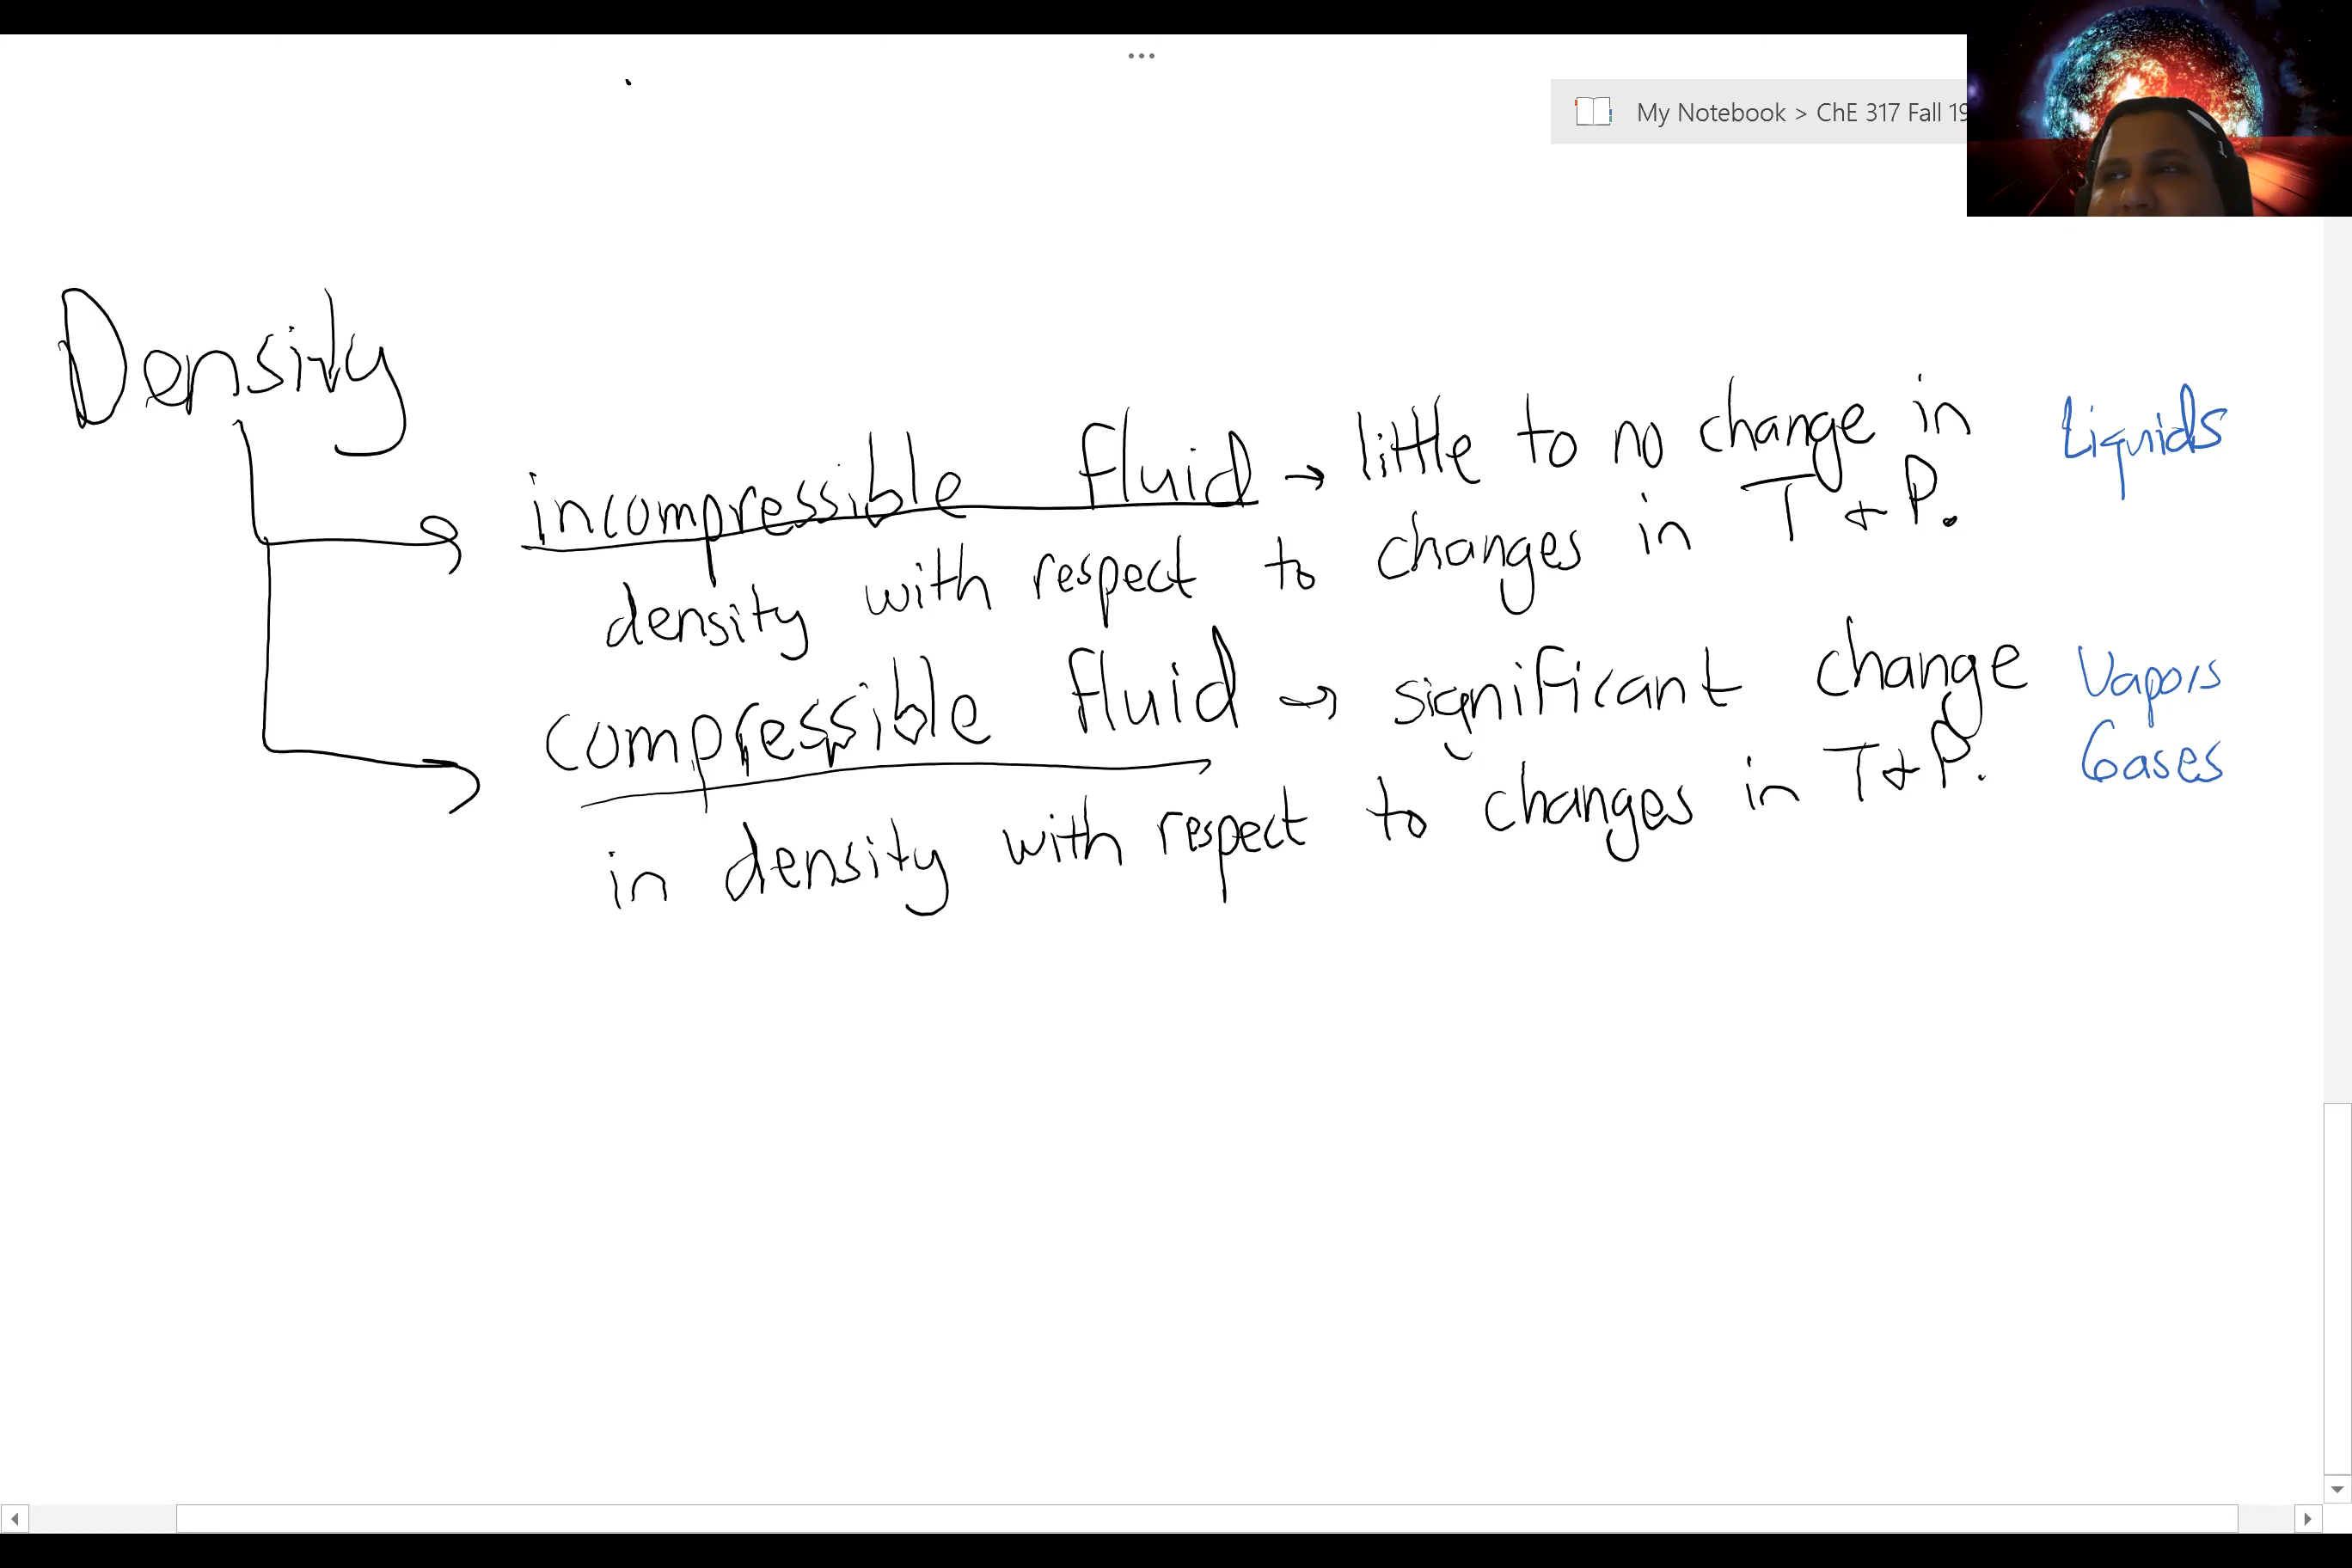 ...
My Notebook > ChE 317 Fall 19
Density
incompressible fluid → little to no change in
density with respect to changes in T & P.
Liquids
compressible fluid → significant change
in density with respect to changes in T & P.
Vapors
Gases